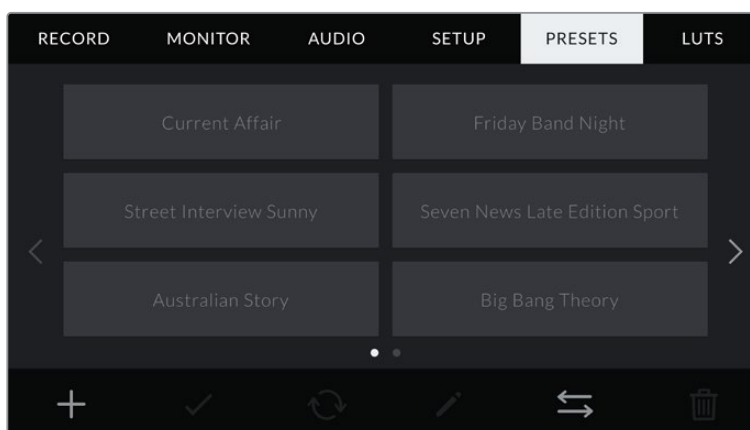 RECORD MONITOR AUDIO SETUP PRESETS LUTS
Current Affair Friday Band Night
Street Interview Sunny Seven News Late Edition Sport
Australian Story Big Bang Theory